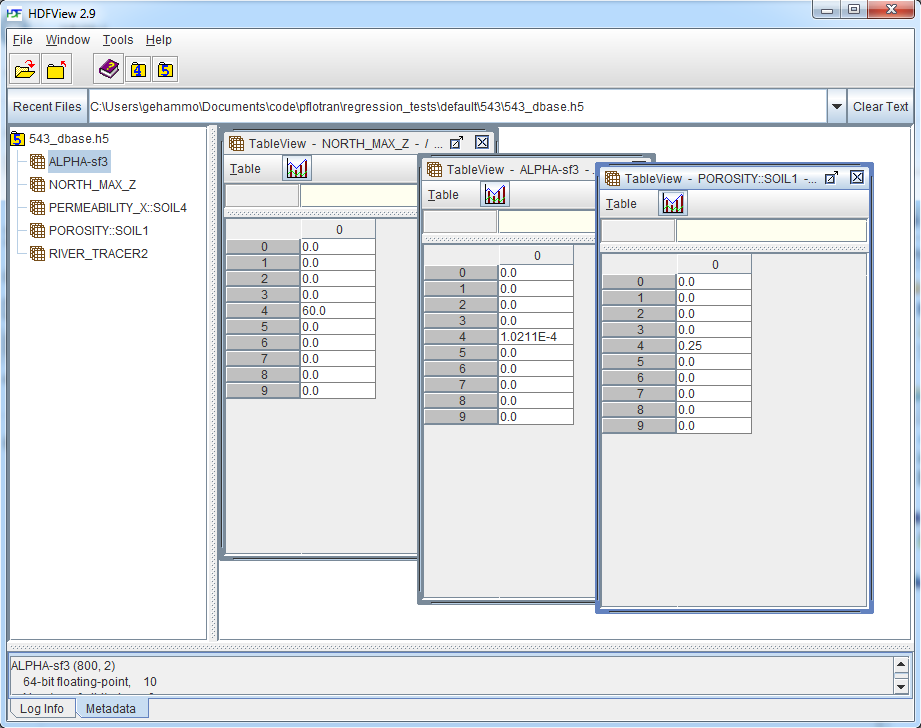 HDFView 2.9
File Window Tools Help
4 5
Recent Files C:\Users\gehammo\Documents\code\pflotran\regression_tests\default\543\543_dbase.h5 Clear Text
5 543_dbase.h5
ALPHA-sf3
NORTH_MAX_Z
PERMEABILITY_X::SOIL4
POROSITY::SOIL1
RIVER_TRACER2
TableView - NORTH_MAX_Z - / ...
Table
0
0 0.0
1 0.0
2 0.0
3 0.0
4 60.0
5 0.0
6 0.0
7 0.0
8 0.0
9 0.0
TableView - ALPHA-sf3 - .
Table
0
0 0.0
1 0.0
2 0.0
3 0.0
4 1.0211E-4
5 0.0
6 0.0
7 0.0
8 0.0
9 0.0
TableView - POROSITY::SOIL1 -...
Table
0
0 0.0
1 0.0
2 0.0
3 0.0
4 0.25
5 0.0
6 0.0
7 0.0
8 0.0
9 0.0
ALPHA-sf3 (800, 2)
64-bit floating-point, 10
Log Info Metadata